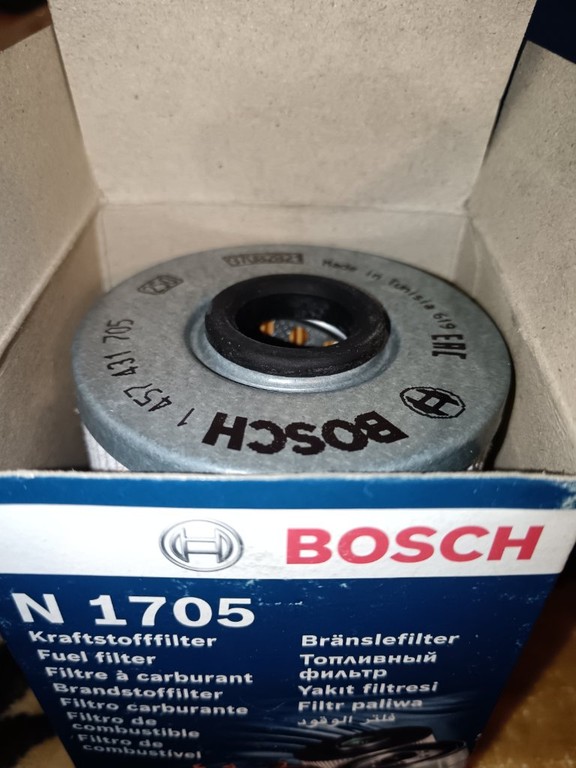 37082821
Made in Tunisia 619 EAC
1 457 431 705
BOSCH
BOSCH
N 1705
Kraftstofffilter
Fuel filter
Filtre à carburant
Brandstoffilter
Filtro carburante
Filtro de
combustible
Filtro de
combustível
Bränslefilter
Топливный
фильтр
Yakıt filtresi
Filtr paliwa
فلتر الوقود